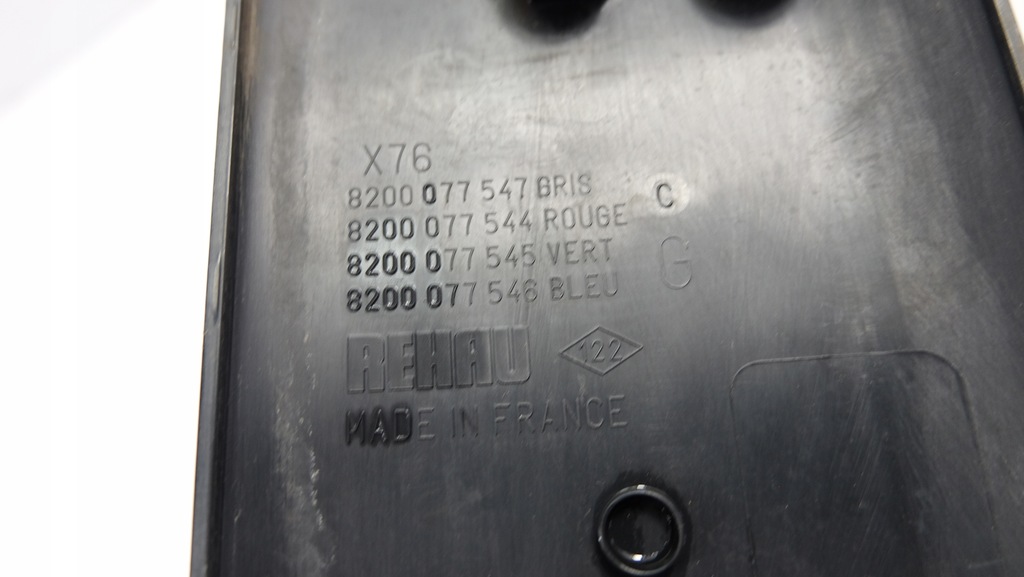 X76
8200 077 547 GRIS C
8200 077 544 ROUGE
8200 077 545 VERT G
8200 077 546 BLEU
REHAU 122
MADE IN FRANCE